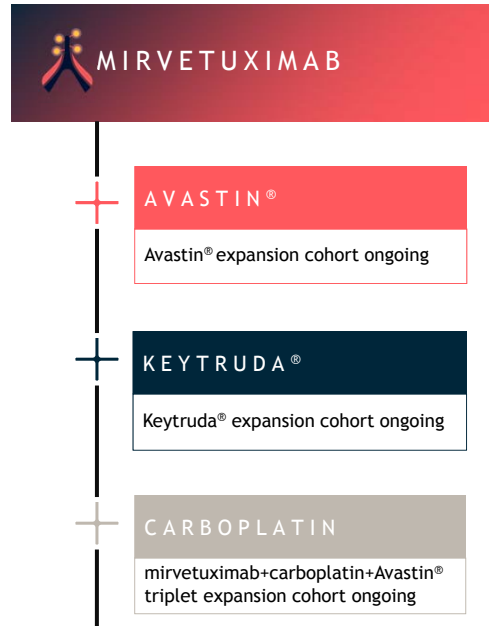 MIRVETUXIMAB
AVASTIN®
Avastin® expansion cohort ongoing
KEYTRUDA®
Keytruda® expansion cohort ongoing
CARBOPLATIN
mirvetuximab+carboplatin+Avastin®
triplet expansion cohort ongoing